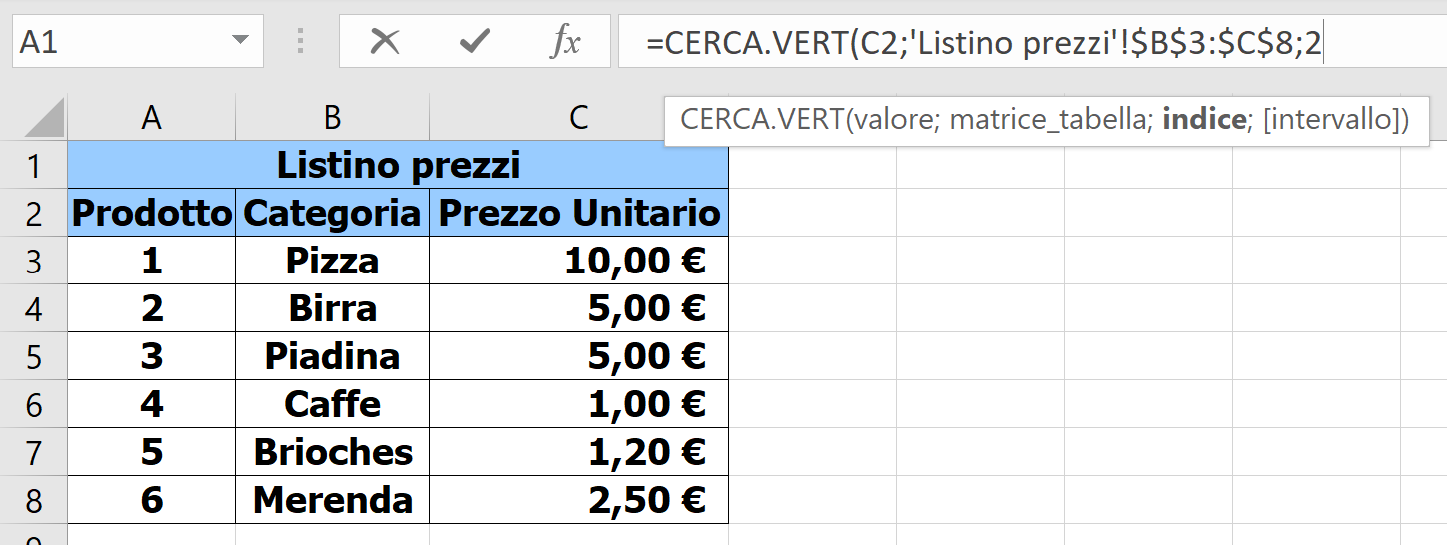 A1 fx =CERCA.VERT(C2;'Listino prezzi'!$B$3:$C$8;2
CERCA.VERT(valore; matrice_tabella; indice; [intervallo])
A B C
1 Listino prezzi
2 Prodotto Categoria Prezzo Unitario
3 1 Pizza 10,00 €
4 2 Birra 5,00 €
5 3 Piadina 5,00 €
6 4 Caffe 1,00 €
7 5 Brioches 1,20 €
8 6 Merenda 2,50 €